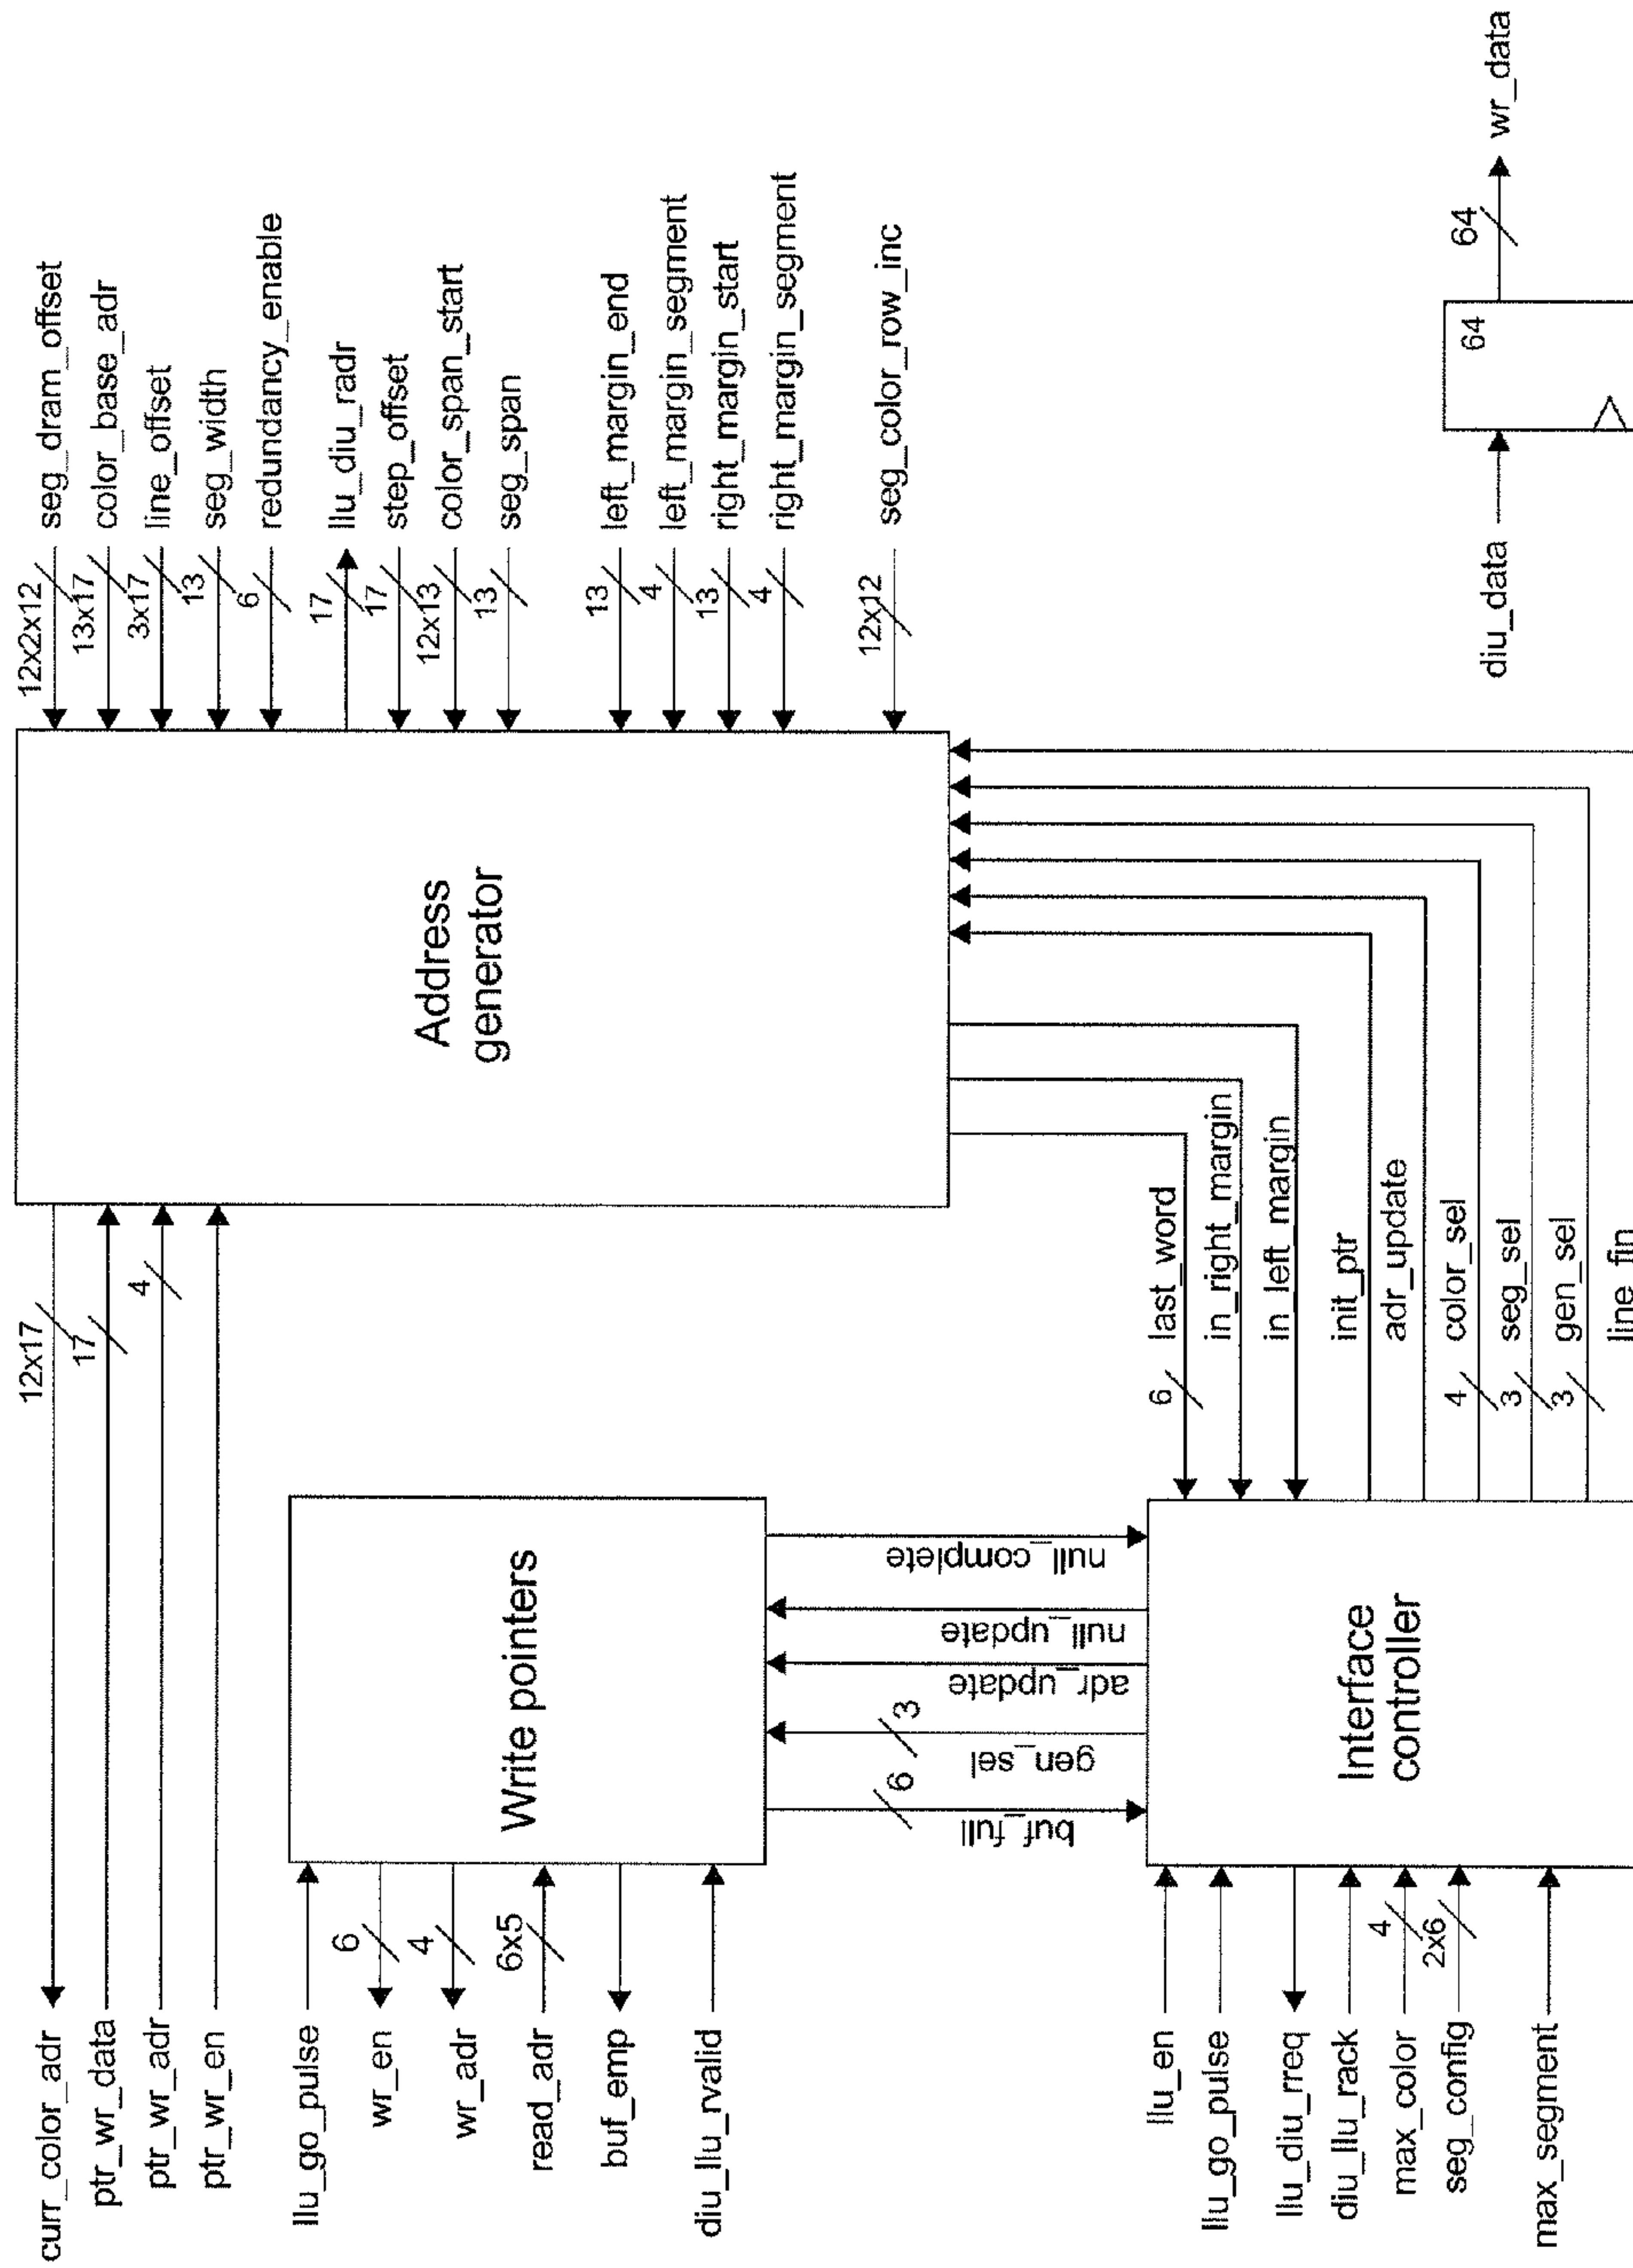 curr_color_adr
12x17
ptr_wr_data
17
ptr_wr_adr
4
ptr_wr_en
12x2x12
seg_dram_offset
13x17
color_base_adr
3x17
line_offset
13
seg_width
6
redundancy_enable
17
llu_diu_radr
17
step_offset
12x13
color_span_start
13
seg_span
13
left_margin_end
4
left_margin_segment
13
right_margin_start
4
right_margin_segment
12x12
seg_color_row_inc
Address
generator
llu_go_pulse
6
wr_en
4
wr_adr
6x5
read_adr
buf_emp
diu_llu_rvalid
Write pointers
null_complete
null_update
adr_update
3
gen_sel
6
buf_full
6
last_word
in_right_margin
in_left_margin
init_ptr
adr_update
4
color_sel
3
seg_sel
3
gen_sel
line_fin
llu_en
llu_go_pulse
llu_diu_rreq
diu_llu_rack
4
max_color
2x6
seg_config
max_segment
Interface
controller
diu_data
64
64
wr_data